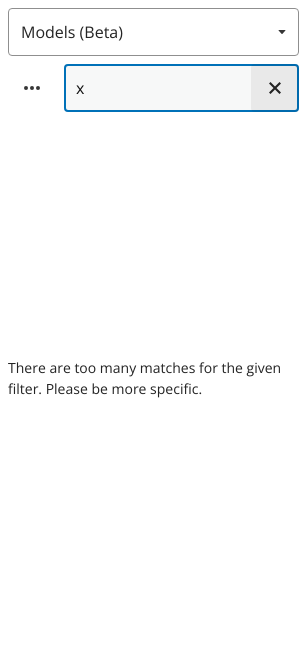 Models (Beta)
x
There are too many matches for the given
filter. Please be more specific.